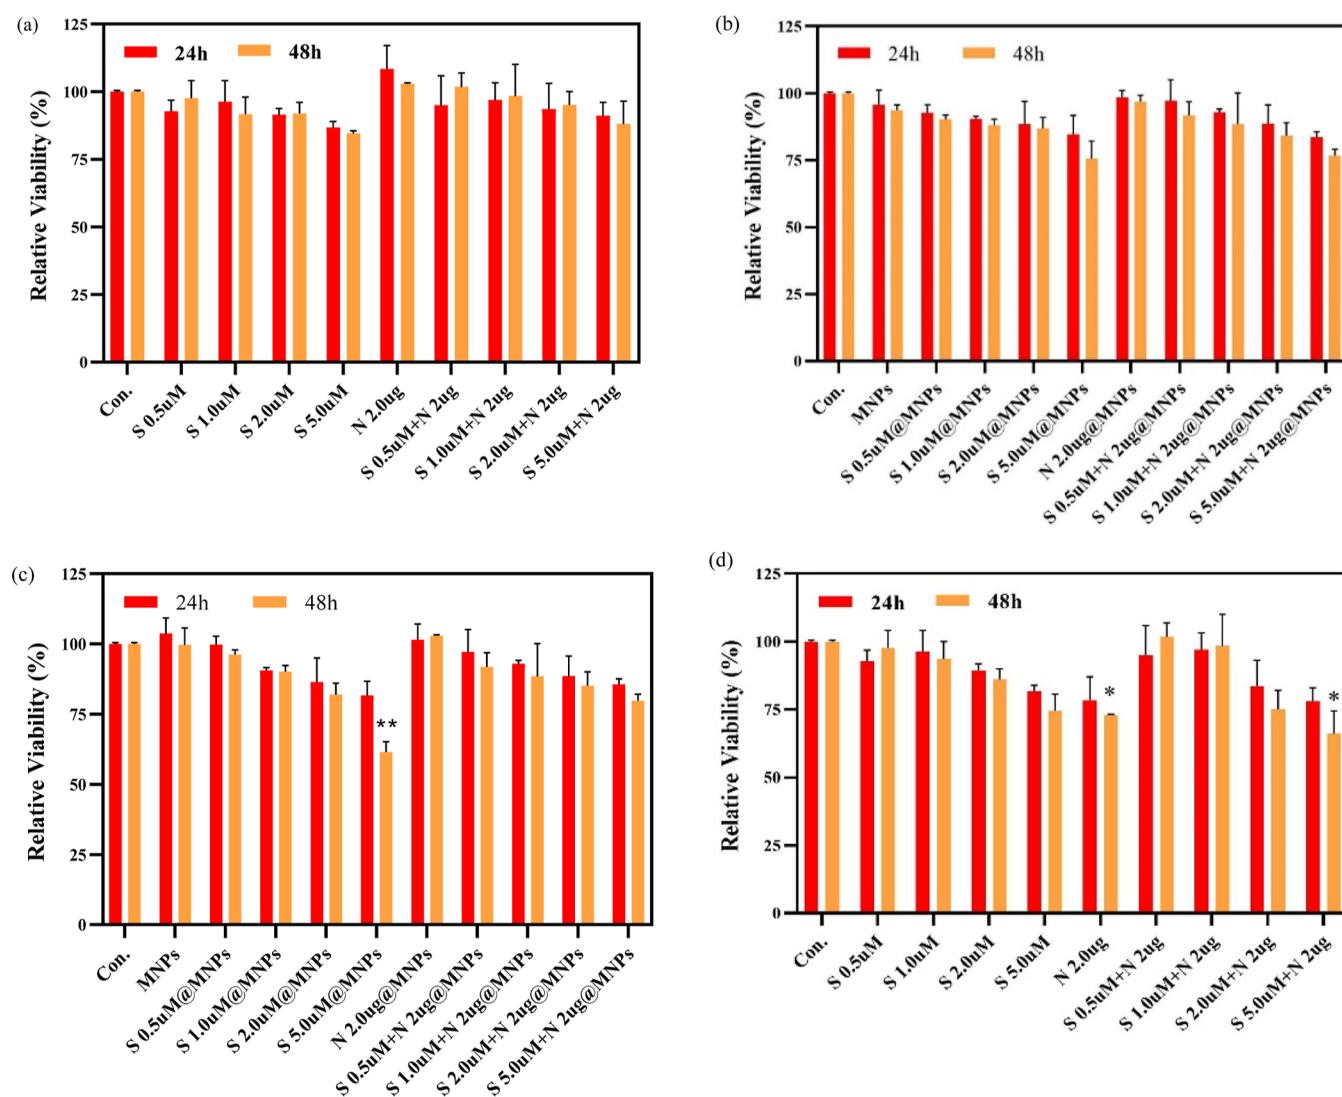 (a)
24h 48h
Relative Viability (%)
125
100
75
50
25
0
Con.
S 0.5uM
S 1.0uM
S 2.0uM
S 5.0uM
N 2.0ug
S 0.5uM+N 2ug
S 1.0uM+N 2ug
S 2.0uM+N 2ug
S 5.0uM+N 2ug
(b)
24h 48h
Relative Viability (%)
125
100
75
50
25
0
Con.
MNPs
S 0.5uM@MNPs
S 1.0uM@MNPs
S 2.0uM@MNPs
S 5.0uM@MNPs
N 2.0ug@MNPs
S 0.5uM+N 2ug@MNPs
S 1.0uM+N 2ug@MNPs
S 2.0uM+N 2ug@MNPs
S 5.0uM+N 2ug@MNPs
(c)
24h 48h
Relative Viability (%)
125
100
75
50
25
0
**
Con.
MNPs
S 0.5uM@MNPs
S 1.0uM@MNPs
S 2.0uM@MNPs
S 5.0uM@MNPs
N 2.0ug@MNPs
S 0.5uM+N 2ug@MNPs
S 1.0uM+N 2ug@MNPs
S 2.0uM+N 2ug@MNPs
S 5.0uM+N 2ug@MNPs
(d)
24h 48h
Relative Viability (%)
125
100
75
50
25
0
*
*
Con.
S 0.5uM
S 1.0uM
S 2.0uM
S 5.0uM
N 2.0ug
S 0.5uM+N 2ug
S 1.0uM+N 2ug
S 2.0uM+N 2ug
S 5.0uM+N 2ug